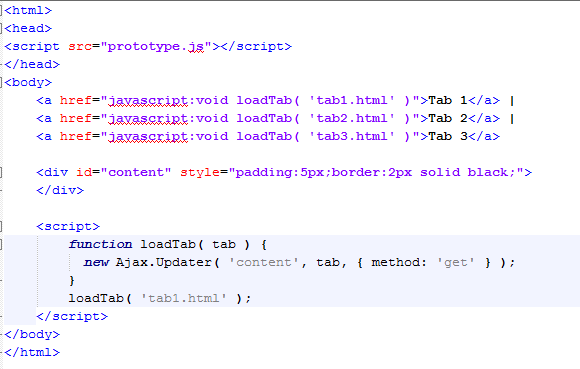 <html>
<head>
<script src="prototype.js"></script>
</head>
<body>
    <a href="javascript:void loadTab( 'tab1.html' )">Tab 1</a> |
    <a href="javascript:void loadTab( 'tab2.html' )">Tab 2</a> |
    <a href="javascript:void loadTab( 'tab3.html' )">Tab 3</a>

    <div id="content" style="padding:5px;border:2px solid black;">
    </div>

    <script>
        function loadTab( tab ) {
          new Ajax.Updater( 'content', tab, { method: 'get' } );
        }
        loadTab( 'tab1.html' );
    </script>
</body>
</html>